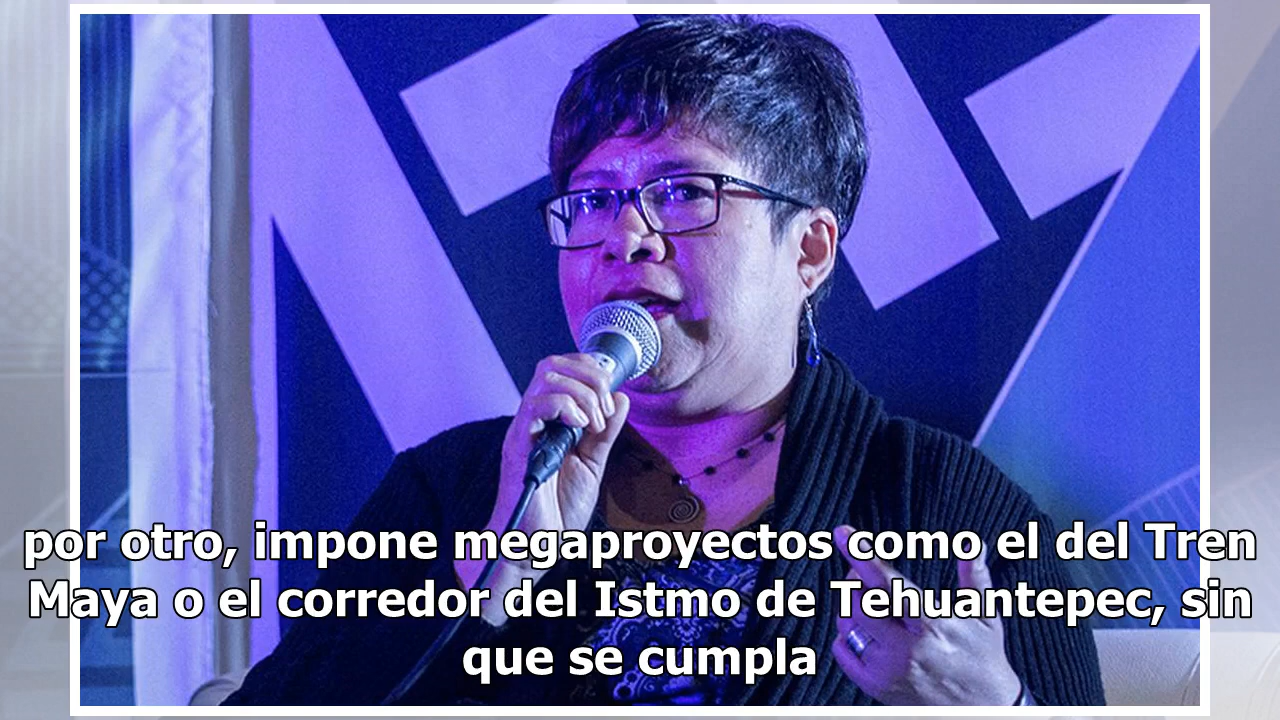 por otro, impone megaproyectos como el del Tren
Maya o el corredor del Istmo de Tehuantepec, sin
que se cumpla